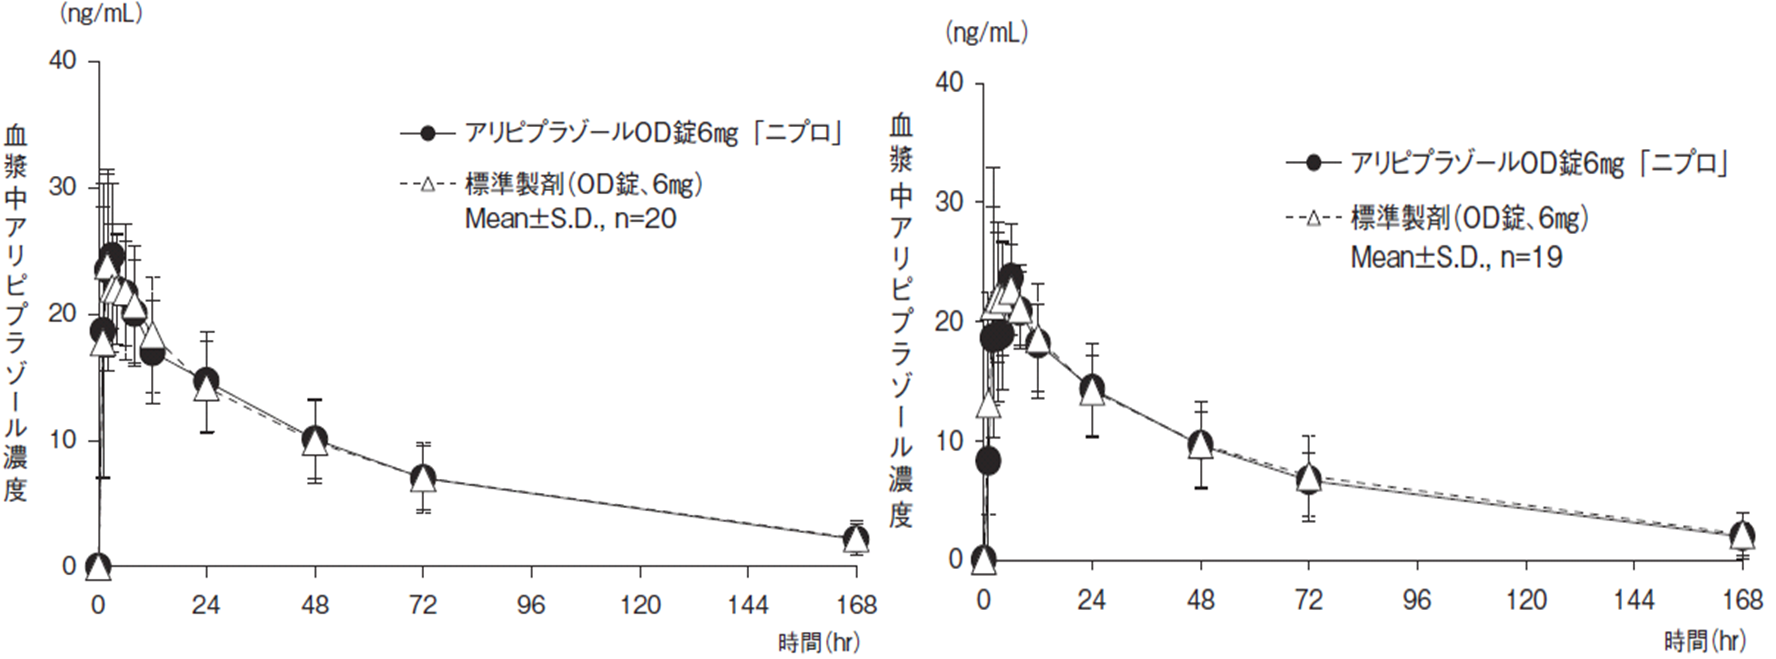 (ng/mL)
40
30
20
10
0
血漿中アリピプラゾール濃度
アリピプラゾールOD錠6mg「ニプロ」
標準製剤(OD錠、6mg)
Mean±S.D., n=20
0 24 48 72 96 120 144 168
時間(hr)
(ng/mL)
40
30
20
10
0
血漿中アリピプラゾール濃度
アリピプラゾールOD錠6mg「ニプロ」
標準製剤(OD錠、6mg)
Mean±S.D., n=19
0 24 48 72 96 120 144 168
時間(hr)